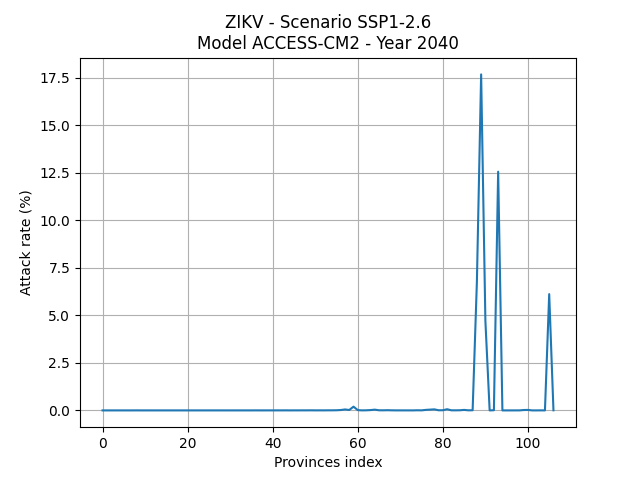 ZIKV - Scenario SSP1-2.6
Model ACCESS-CM2 - Year 2040
17.5
15.0
12.5
10.0
7.5
5.0
2.5
0.0
Attack rate (%)
0 20 40 60 80 100
Provinces index